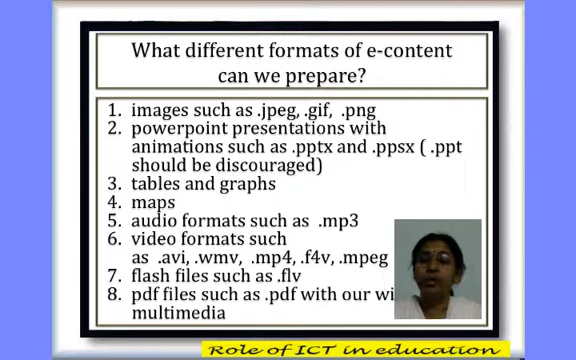 What different formats of e-content
can we prepare?
1. images such as .jpeg, .gif, .png
2. powerpoint presentations with
animations such as .pptx and .ppsx ( .ppt
should be discouraged)
3. tables and graphs
4. maps
5. audio formats such as .mp3
6. video formats such
as .avi, .wmv, .mp4, .f4v, .mpeg
7. flash files such as .flv
8. pdf files such as .pdf with our
multimedia
Role of ICT in education